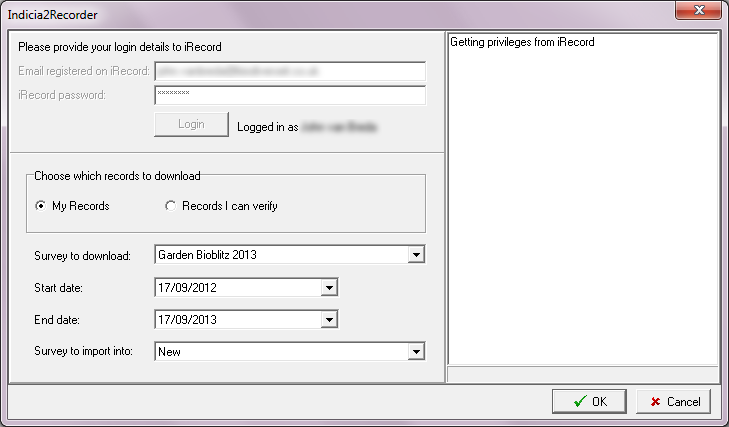 Indicia2Recorder
Please provide your login details to iRecord
Email registered on iRecord:
iRecord password: ********
Login
Logged in as
Choose which records to download
My Records
Records I can verify
Survey to download: Garden Bioblitz 2013
Start date: 17/09/2012
End date: 17/09/2013
Survey to import into: New
Getting privileges from iRecord
OK
Cancel